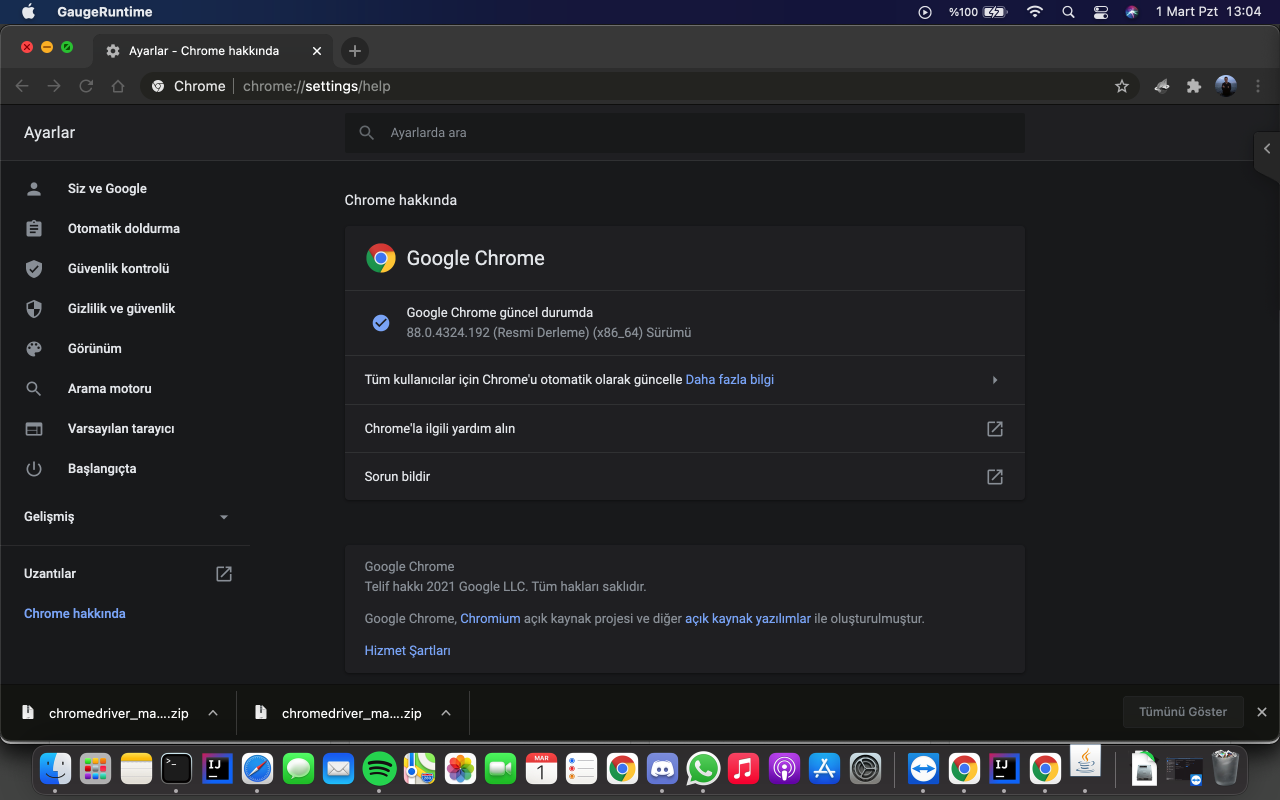 GaugeRuntime
%100
1 Mart Pzt 13:04
Ayarlar - Chrome hakkında
Chrome
chrome://settings/help
Ayarlar
Ayarlarda ara
Siz ve Google
Otomatik doldurma
Güvenlik kontrolü
Gizlilik ve güvenlik
Görünüm
Arama motoru
Varsayılan tarayıcı
Başlangıçta
Gelişmiş
Uzantılar
Chrome hakkında
Chrome hakkında
Google Chrome
Google Chrome güncel durumda
88.0.4324.192 (Resmi Derleme) (x86_64) Sürümü
Tüm kullanıcılar için Chrome'u otomatik olarak güncelle Daha fazla bilgi
Chrome'la ilgili yardım alın
Sorun bildir
Google Chrome
Telif hakkı 2021 Google LLC. Tüm hakları saklıdır.
Google Chrome, Chromium açık kaynak projesi ve diğer açık kaynak yazılımlar ile oluşturulmuştur.
Hizmet Şartları
chromedriver_ma....zip
chromedriver_ma....zip
Tümünü Göster
IJ
MAR
1
IJ